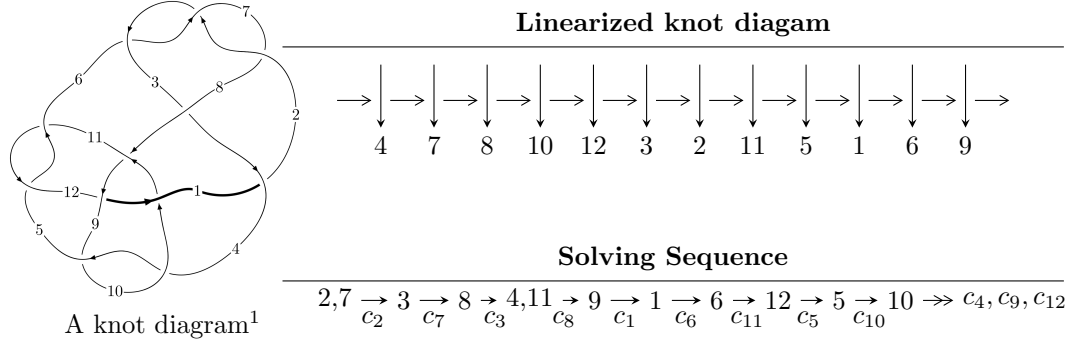 7
6
3
8
2
11
12
1
9
5
4
10
A knot diagram¹
Linearized knot diagam
4 7 8 10 12 3 2 11 5 1 6 9
Solving Sequence
2,7 → 3 → 8 → 4,11 → 9 → 1 → 6 → 12 → 5 → 10 ↠ c₄, c₉, c₁₂
c₂ c₇ c₃ c₈ c₁ c₆ c₁₁ c₅ c₁₀